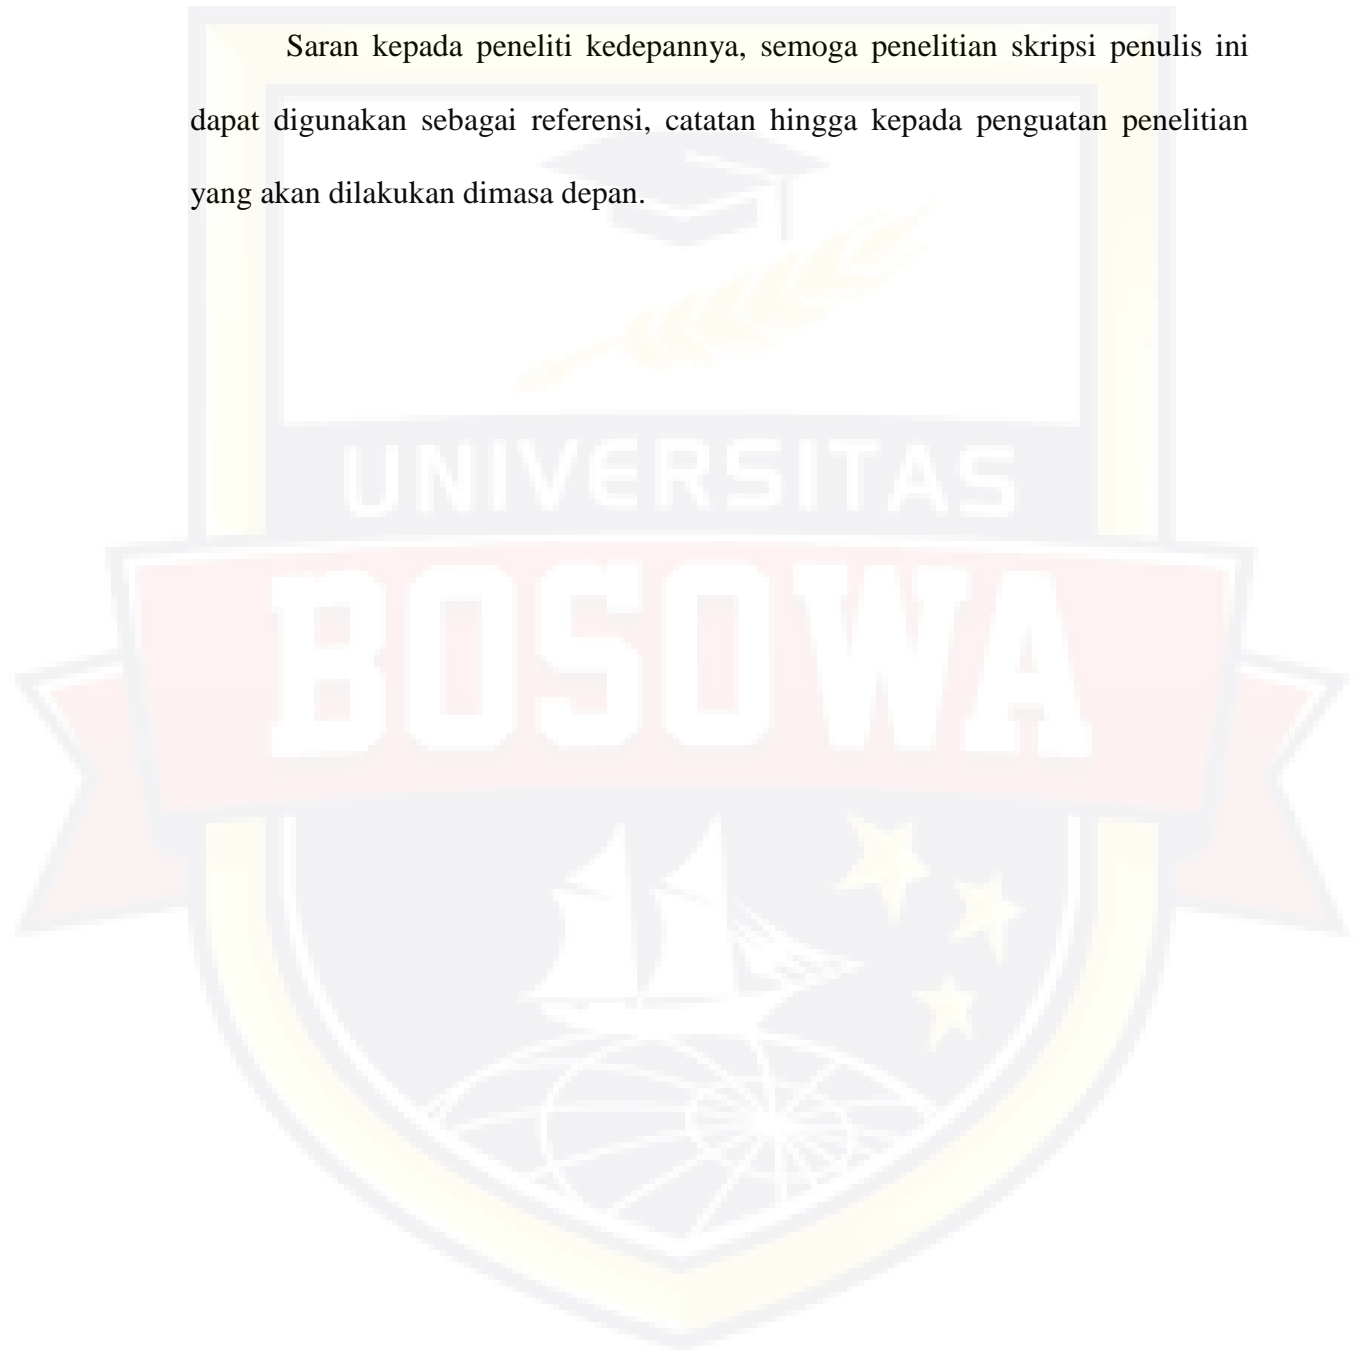 Saran kepada peneliti kedepannya, semoga penelitian skripsi penulis ini
dapat digunakan sebagai referensi, catatan hingga kepada penguatan penelitian
yang akan dilakukan dimasa depan.
UNIVERSITAS
BOSOWA